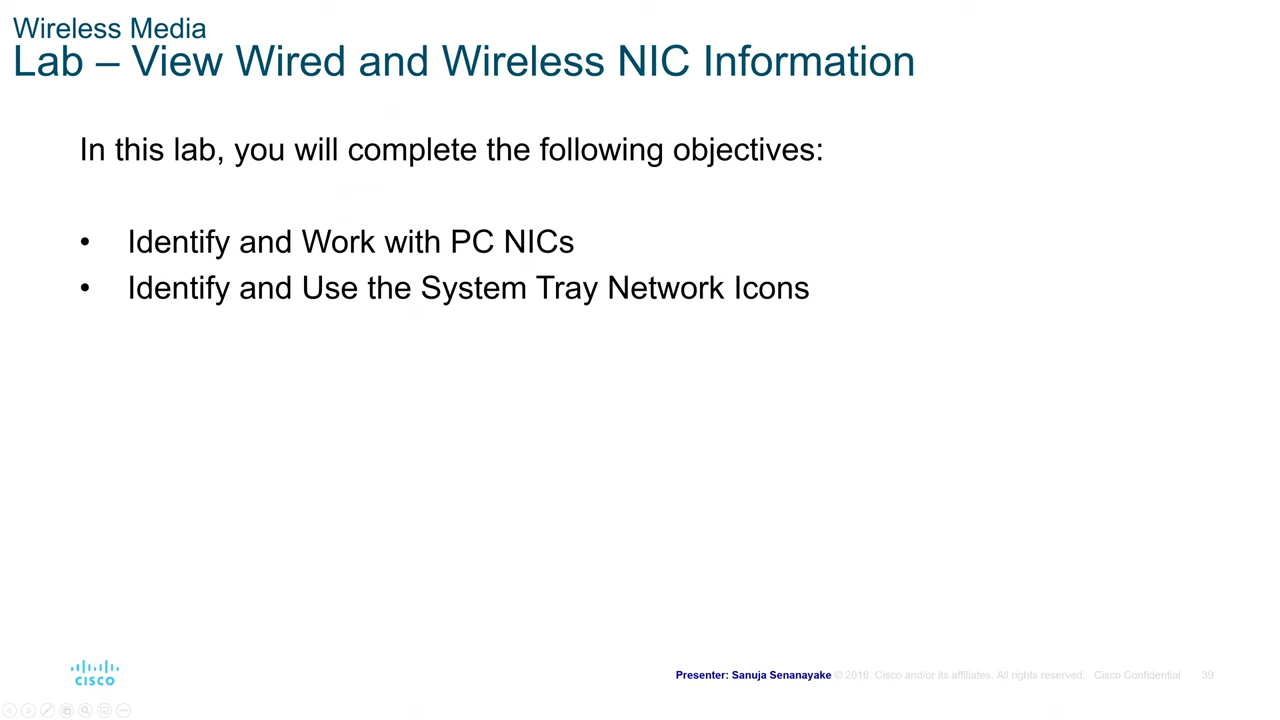 Wireless Media
Lab – View Wired and Wireless NIC Information
In this lab, you will complete the following objectives:
• Identify and Work with PC NICs
• Identify and Use the System Tray Network Icons
CISCO
Presenter: Sanuja Senanayake © 2016 Cisco and/or its affiliates. All rights reserved. Cisco Confidential 39